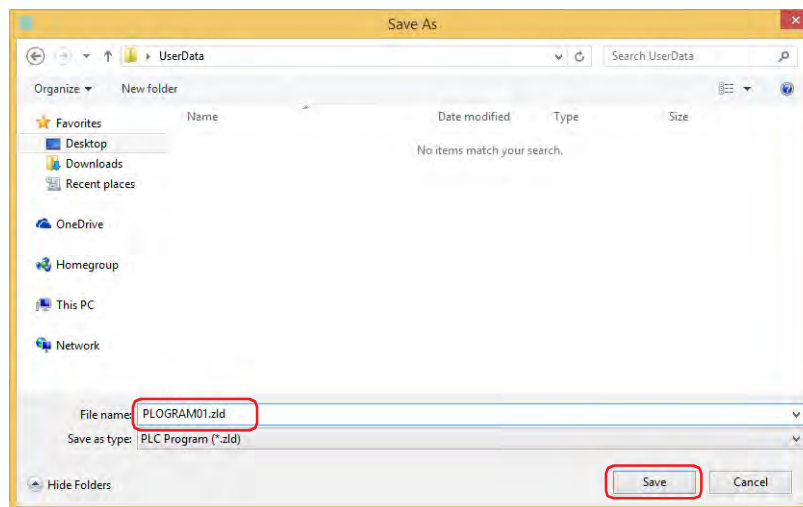 Save As
UserData
Search UserData
Organize
New folder
Favorites
Desktop
Downloads
Recent places
OneDrive
Homegroup
This PC
Network
Name
Date modified
Type
Size
No items match your search.
File name: PLOGRAM01.zld
Save as type: PLC Program (*.zld)
Hide Folders
Save
Cancel